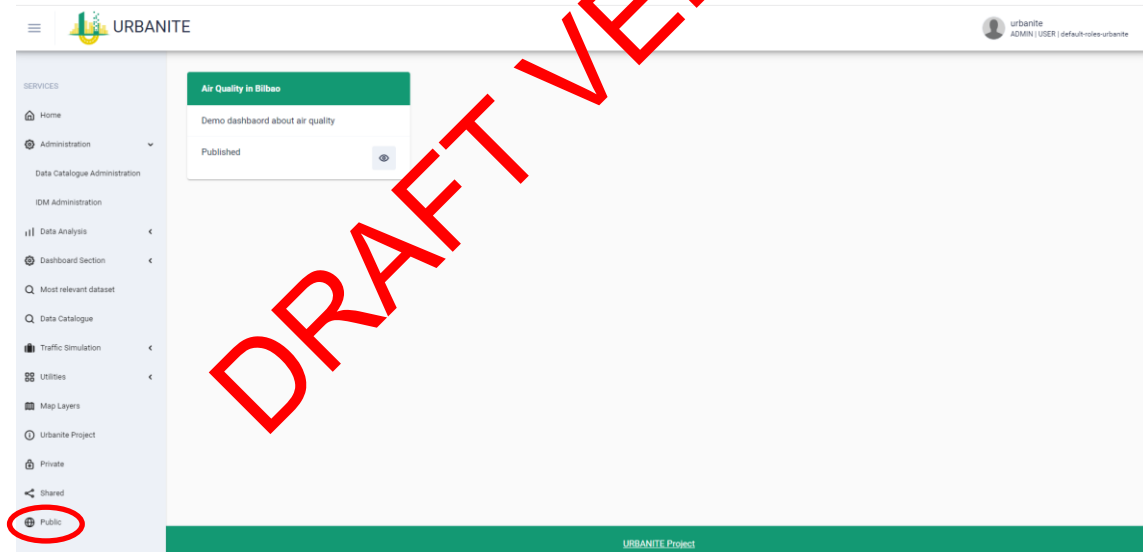 URBANITE
urbanite
ADMIN | USER | default-roles-urbanite
SERVICES
Home
Administration
Data Catalogue Administration
IDM Administration
Data Analysis
Dashboard Section
Most relevant dataset
Data Catalogue
Traffic Simulation
Utilities
Map Layers
Urbanite Project
Private
Shared
Public
Air Quality in Bilbao
Demo dashbaord about air quality
Published
DRAFT VE
URBANITE Project